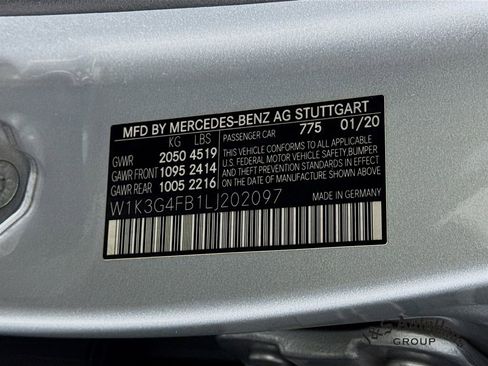 MFD BY MERCEDES-BENZ AG STUTTGART
KG LBS
PASSENGER CAR 775 01/20
GVWR 2050 4519
GAWR FRONT 1095 2414
GAWR REAR 1005 2216
THIS VEHICLE CONFORMS TO ALL APPLICABLE
U.S. FEDERAL MOTOR VEHICLE SAFETY, BUMPER
AND THEFT PREVENTION STANDARDS IN EFFECT
ON THE DATE OF MANUFACTURE SHOWN ABOVE.
W1K3G4FB1LJ202097
MADE IN GERMANY
GROUP